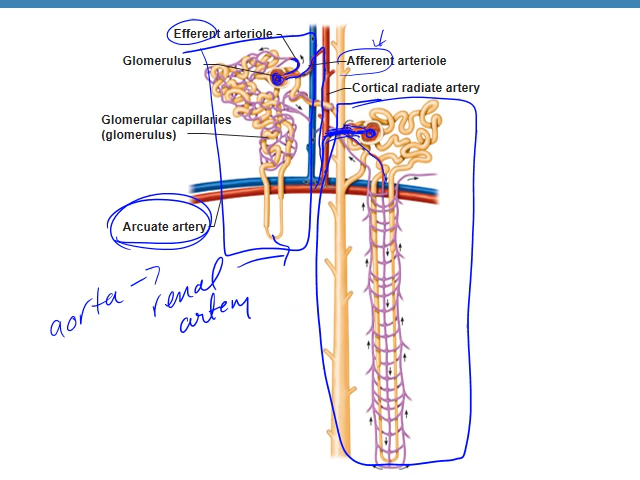 Efferent arteriole
Glomerulus
Afferent arteriole
Cortical radiate artery
Glomerular capillaries
(glomerulus)
Arcuate artery
aorta → renal
artery